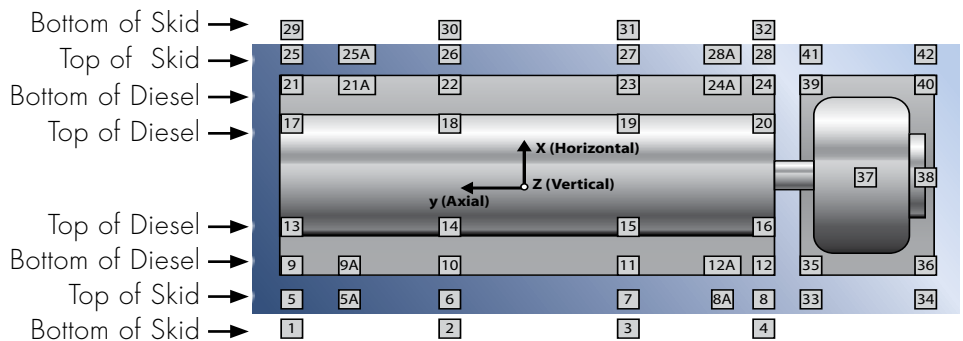 Bottom of Skid 29 30 31 32
Top of Skid 25 25A 26 27 28A 28 41 42
Bottom of Diesel 21 21A 22 23 24A 24 39 40
Top of Diesel 17 18 19 20
X (Horizontal)
Z (Vertical) 37 38
y (Axial)
Top of Diesel 13 14 15 16
Bottom of Diesel 9 9A 10 11 12A 12 35 36
Top of Skid 5 5A 6 7 8A 8 33 34
Bottom of Skid 1 2 3 4